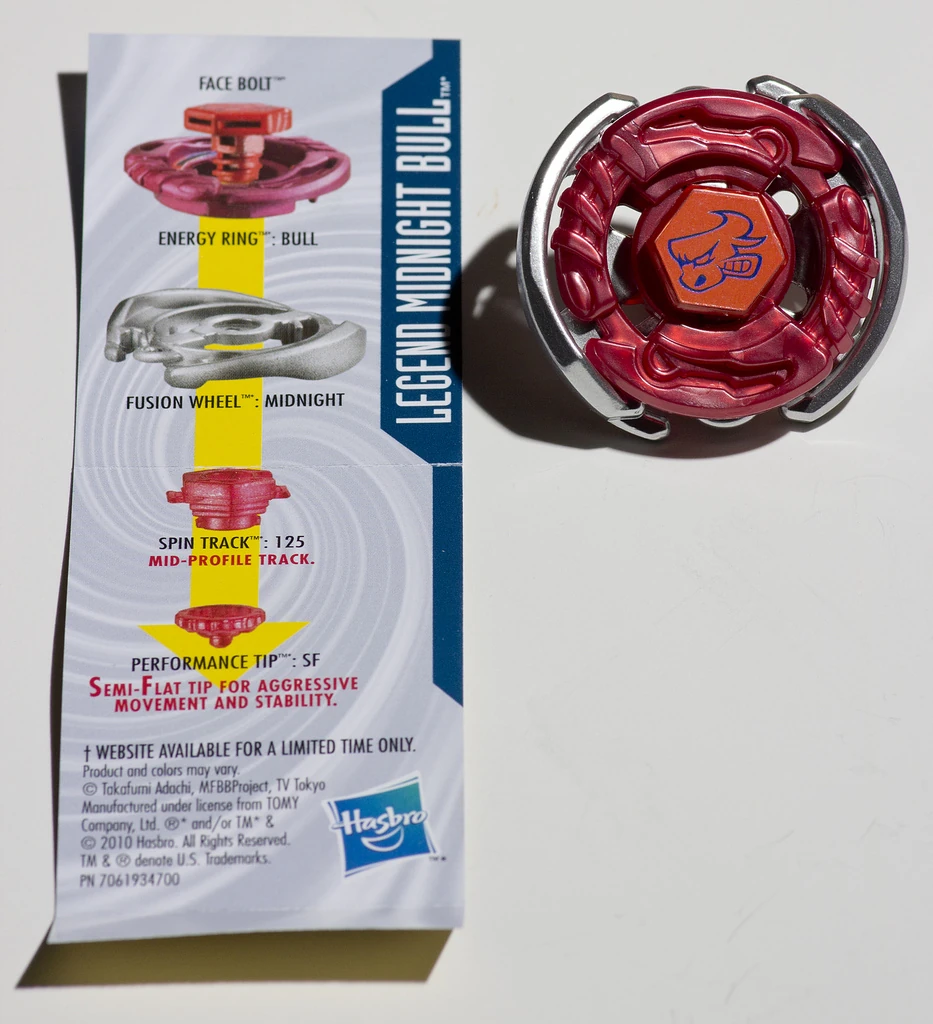 LEGEND MIDNIGHT BULL™*
FACE BOLT™
ENERGY RING™: BULL
FUSION WHEEL™: MIDNIGHT
SPIN TRACK™: 125
MID-PROFILE TRACK.
PERFORMANCE TIP™: SF
SEMI-FLAT TIP FOR AGGRESSIVE
MOVEMENT AND STABILITY.
† WEBSITE AVAILABLE FOR A LIMITED TIME ONLY.
Product and colors may vary.
© Takafumi Adachi, MFBBProject, TV Tokyo
Manufactured under license from TOMY
Company, Ltd. ®* and/or TM* &
© 2010 Hasbro. All Rights Reserved.
TM & ® denote U.S. Trademarks.
PN 7061934700
Hasbro™*